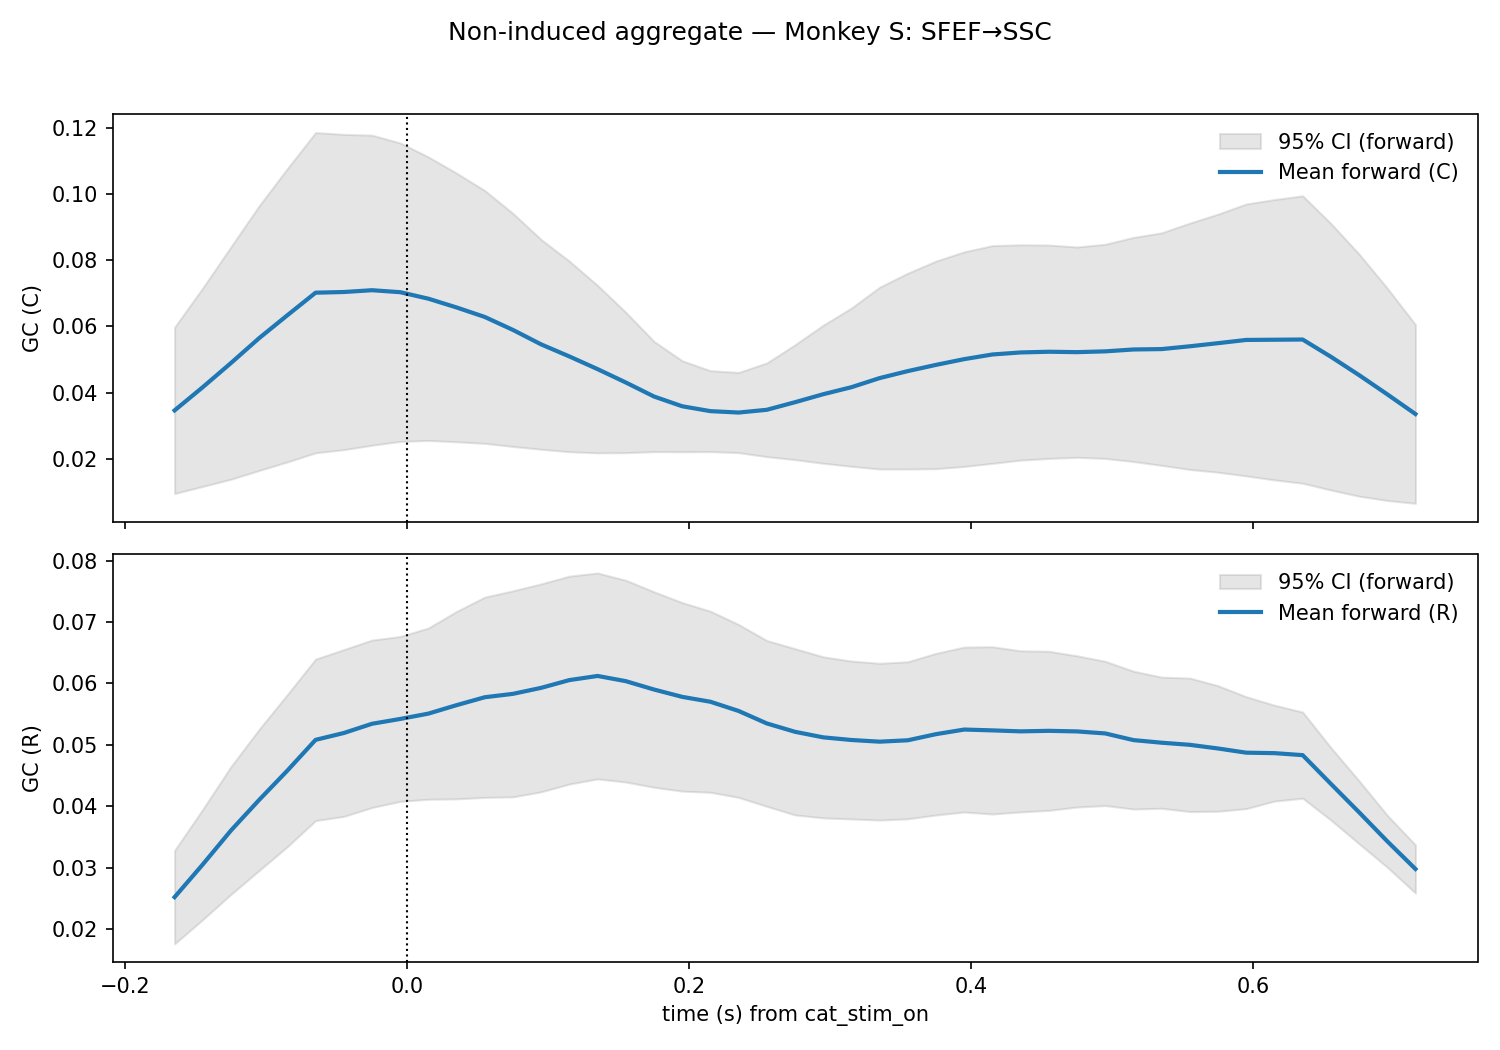 Non-induced aggregate — Monkey S: SFEF→SSC
0.12
0.10
0.08
0.06
0.04
0.02
GC (C)
95% CI (forward)
Mean forward (C)
0.08
0.07
0.06
0.05
0.04
0.03
0.02
GC (R)
95% CI (forward)
Mean forward (R)
−0.2
0.0
0.2
0.4
0.6
time (s) from cat_stim_on